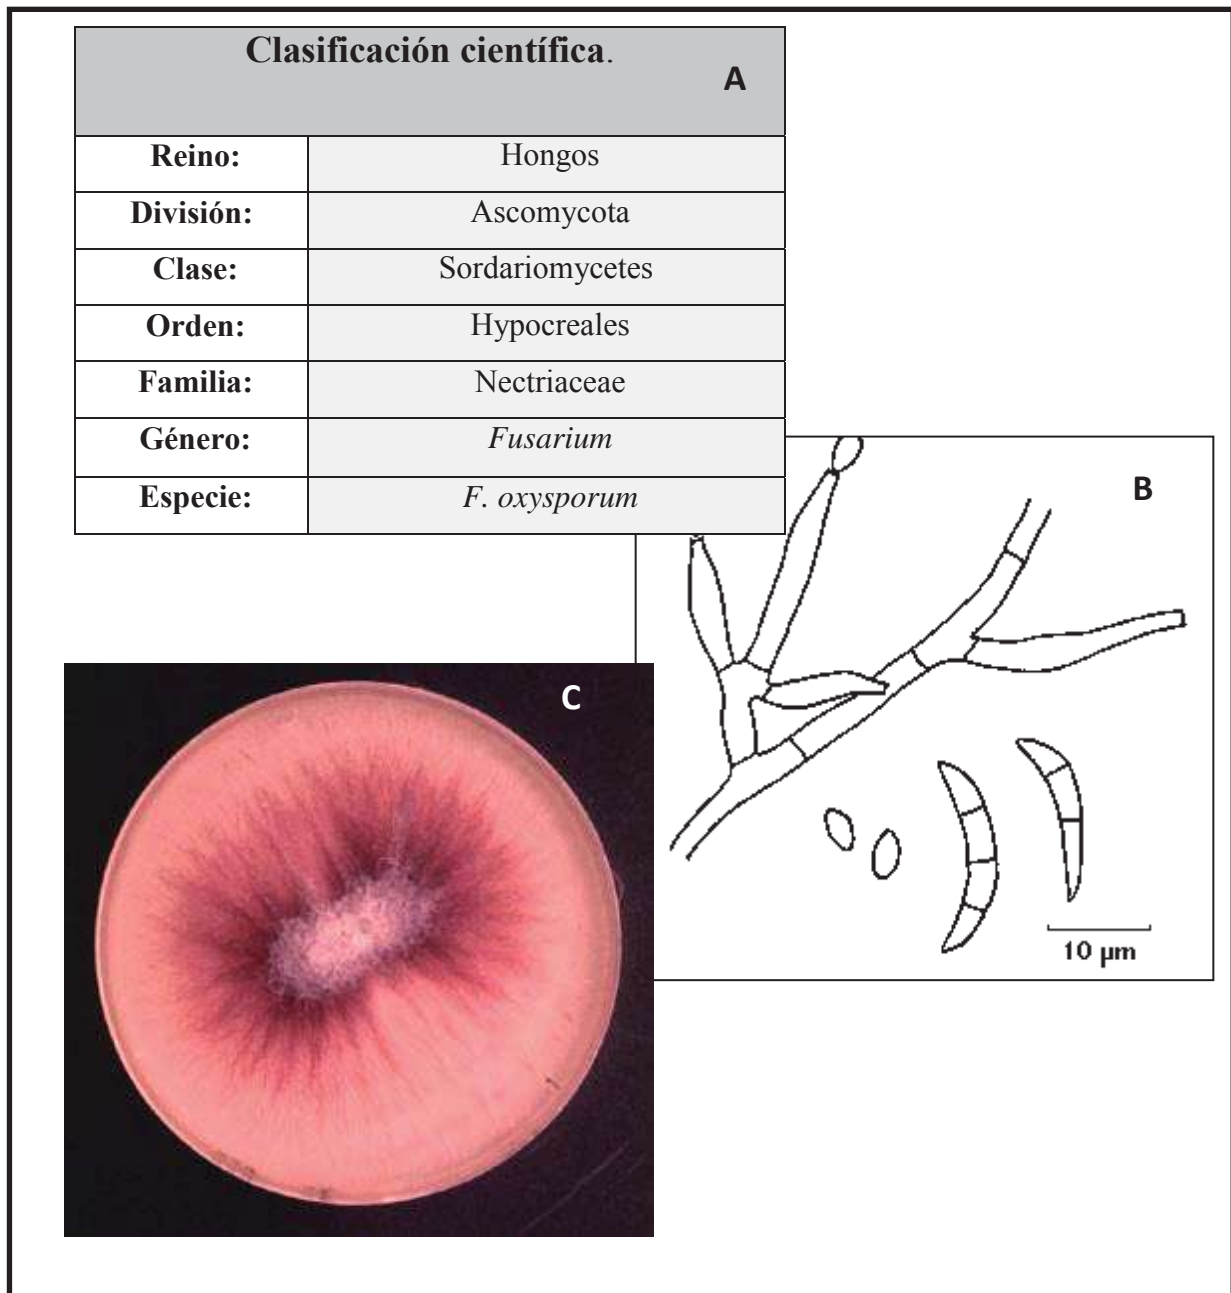 Clasificación científica.
A
Reino: Hongos
División: Ascomycota
Clase: Sordariomycetes
Orden: Hypocreales
Familia: Nectriaceae
Género: Fusarium
Especie: F. oxysporum
B
10 µm
C